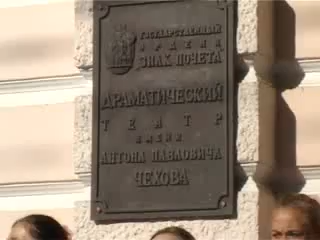 ГОСУДАРСТВЕННЫЙ
ОРДЕНА
ЗНАК ПОЧЕТА
ДРАМАТИЧЕСКИЙ
ТЕАТР
ИМЕНИ
АНТОНА ПАВЛОВИЧА
ЧЕХОВА